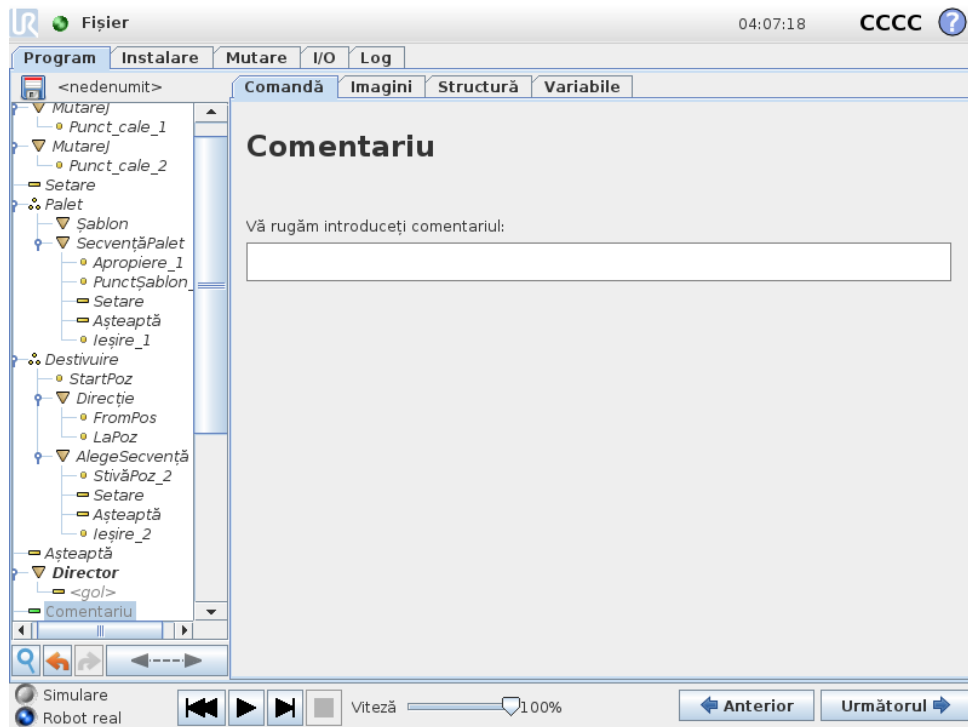 UR
Fișier
04:07:18
CCCC
?
Program
Instalare
Mutare
I/O
Log
<nedenumit>
Comandă
Imagini
Structură
Variabile
MutareJ
Punct_cale_1
MutareJ
Punct_cale_2
Setare
Palet
Șablon
SecvențăPalet
Apropiere_1
PunctȘablon_
Setare
Așteaptă
Ieșire_1
Destivuire
StartPoz
Direcție
FromPos
LaPoz
AlegeSecvență
StivăPoz_2
Setare
Așteaptă
Ieșire_2
Așteaptă
Director
<gol>
Comentariu
Comentariu
Vă rugăm introduceți comentariul:
Simulare
Robot real
Viteză
100%
Anterior
Următorul